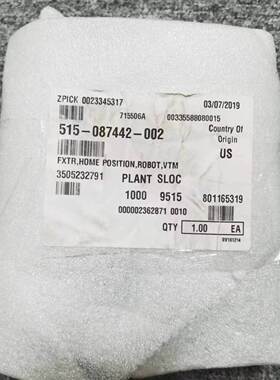 ZPICK 0023345317 03/07/2019
715506A 00335588080015
515-087442-002 Country Of
Origin
US
FXTR,HOME POSITION,ROBOT,VTM
3505232791 PLANT SLOC
1000 9515 801165319
000002362871 0010
QTY 1.00 EA